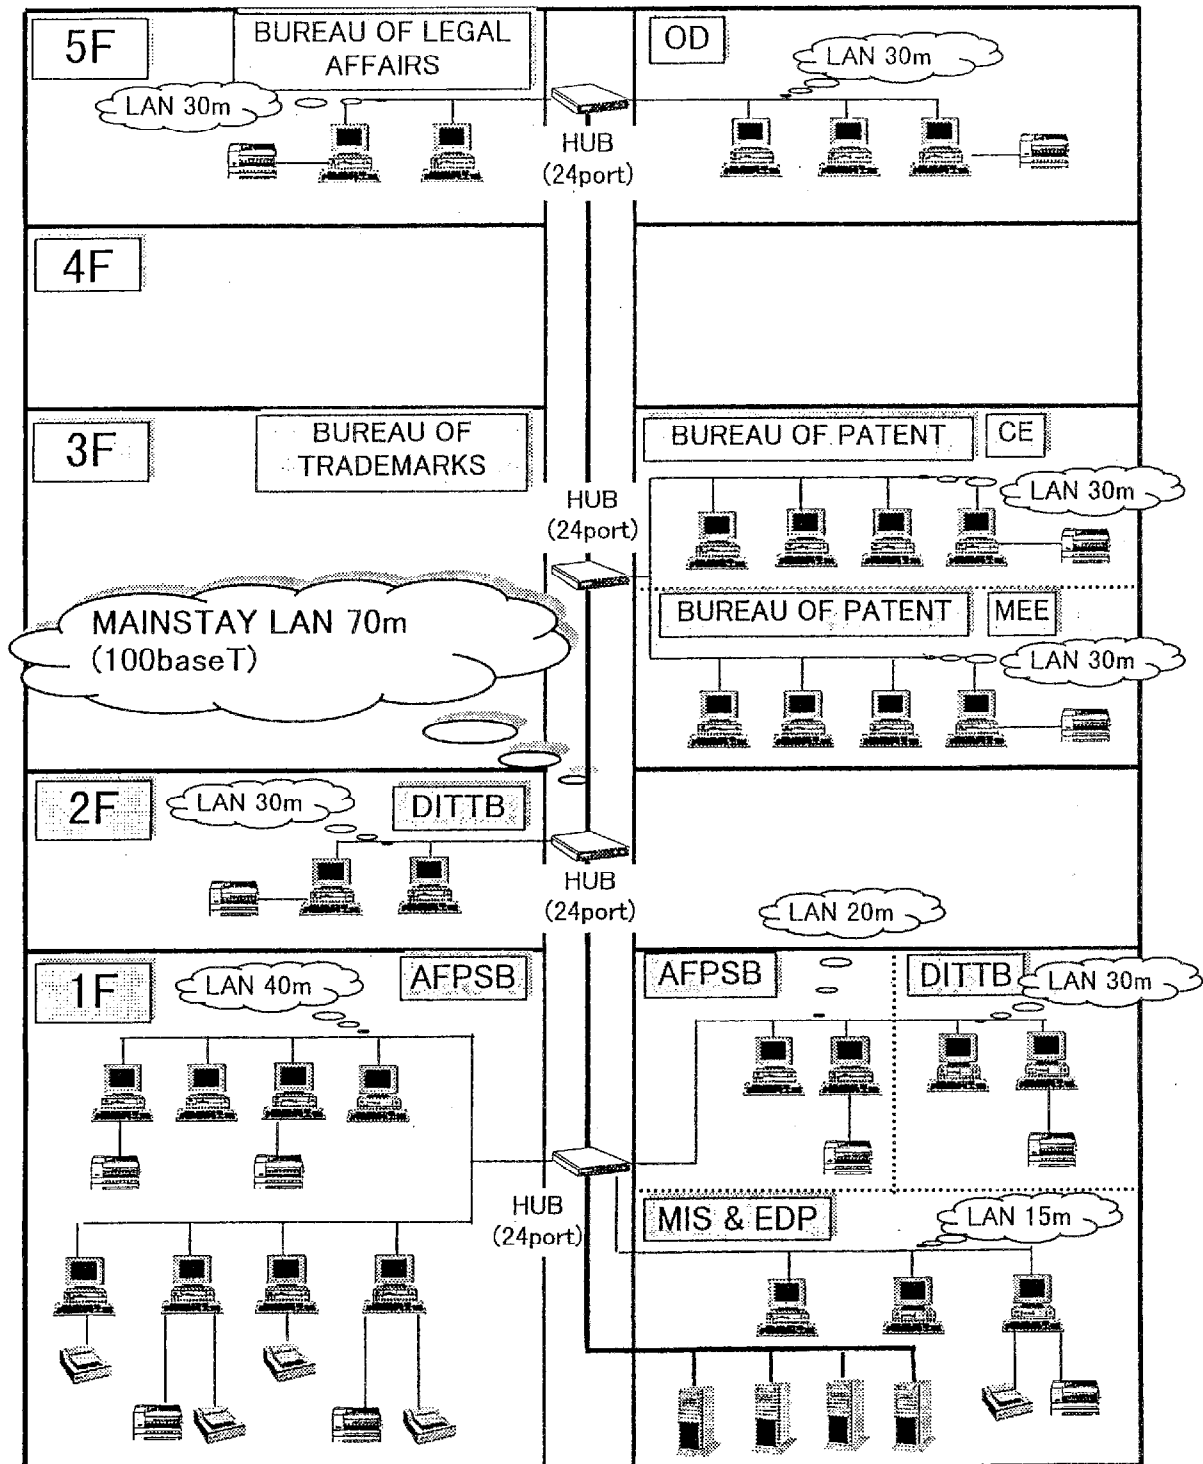 5F
BUREAU OF LEGAL
AFFAIRS
LAN 30m
HUB
(24port)
OD
LAN 30m
4F
3F
BUREAU OF
TRADEMARKS
HUB
(24port)
BUREAU OF PATENT
CE
LAN 30m
BUREAU OF PATENT
MEE
LAN 30m
MAINSTAY LAN 70m
(100baseT)
2F
LAN 30m
DITTB
HUB
(24port)
LAN 20m
1F
LAN 40m
AFPSB
AFPSB
DITTB
LAN 30m
HUB
(24port)
MIS & EDP
LAN 15m